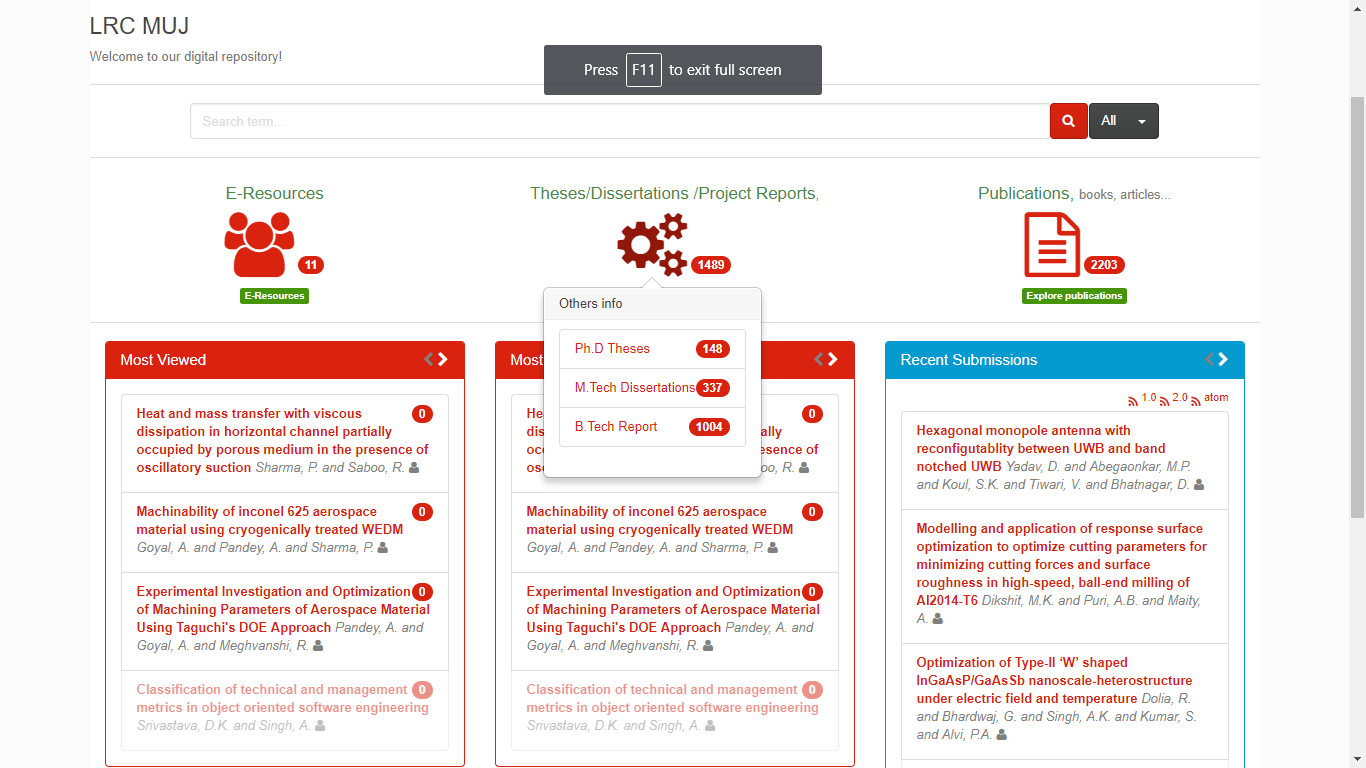 LRC MUJ
Welcome to our digital repository!
Press F11 to exit full screen
Search term...
All
E-Resources
11
E-Resources
Theses/Dissertations /Project Reports,
1489
Publications, books, articles...
2203
Explore publications
Others info
Ph.D Theses 148
M.Tech Dissertations 337
B.Tech Report 1004
Most Viewed
Heat and mass transfer with viscous 0
dissipation in horizontal channel partially
occupied by porous medium in the presence of
oscillatory suction Sharma, P. and Saboo, R.
Machinability of inconel 625 aerospace 0
material using cryogenically treated WEDM
Goyal, A. and Pandey, A. and Sharma, P.
Experimental Investigation and Optimization 0
of Machining Parameters of Aerospace Material
Using Taguchi's DOE Approach Pandey, A. and
Goyal, A. and Meghvanshi, R.
Classification of technical and management 0
metrics in object oriented software engineering
Srivastava, D.K. and Singh, A.
Most
0
esence of
R.
Machinability of inconel 625 aerospace 0
material using cryogenically treated WEDM
Goyal, A. and Pandey, A. and Sharma, P.
Experimental Investigation and Optimization 0
of Machining Parameters of Aerospace Material
Using Taguchi's DOE Approach Pandey, A. and
Goyal, A. and Meghvanshi, R.
Classification of technical and management 0
metrics in object oriented software engineering
Srivastava, D.K. and Singh, A.
Recent Submissions
1.0 2.0 atom
Hexagonal monopole antenna with
reconfigutablity between UWB and band
notched UWB Yadav, D. and Abegaonkar, M.P.
and Koul, S.K. and Tiwari, V. and Bhatnagar, D.
Modelling and application of response surface
optimization to optimize cutting parameters for
minimizing cutting forces and surface
roughness in high-speed, ball-end milling of
Al2014-T6 Dikshit, M.K. and Puri, A.B. and Maity,
A.
Optimization of Type-II ‘W’ shaped
InGaAsP/GaAsSb nanoscale-heterostructure
under electric field and temperature Dolia, R.
and Bhardwaj, G. and Singh, A.K. and Kumar, S.
and Alvi, P.A.